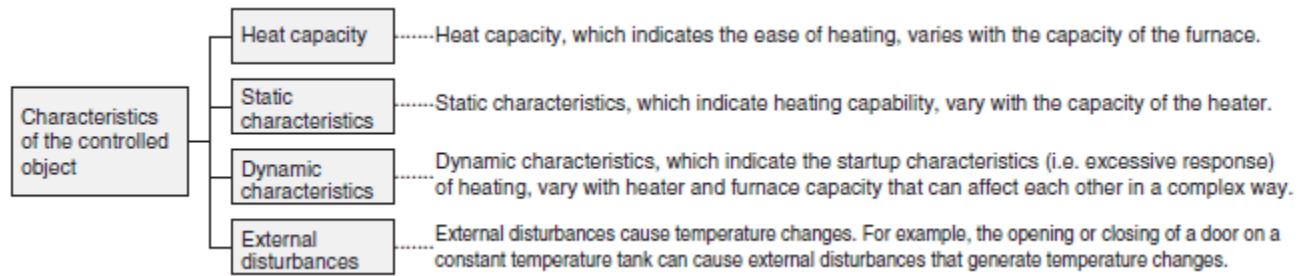 Characteristics
of the controlled
object
Heat capacity
Heat capacity, which indicates the ease of heating, varies with the capacity of the furnace.
Static
characteristics
Static characteristics, which indicate heating capability, vary with the capacity of the heater.
Dynamic
characteristics
Dynamic characteristics, which indicate the startup characteristics (i.e. excessive response)
of heating, vary with heater and furnace capacity that can affect each other in a complex way.
External
disturbances
External disturbances cause temperature changes. For example, the opening or closing of a door on a
constant temperature tank can cause external disturbances that generate temperature changes.